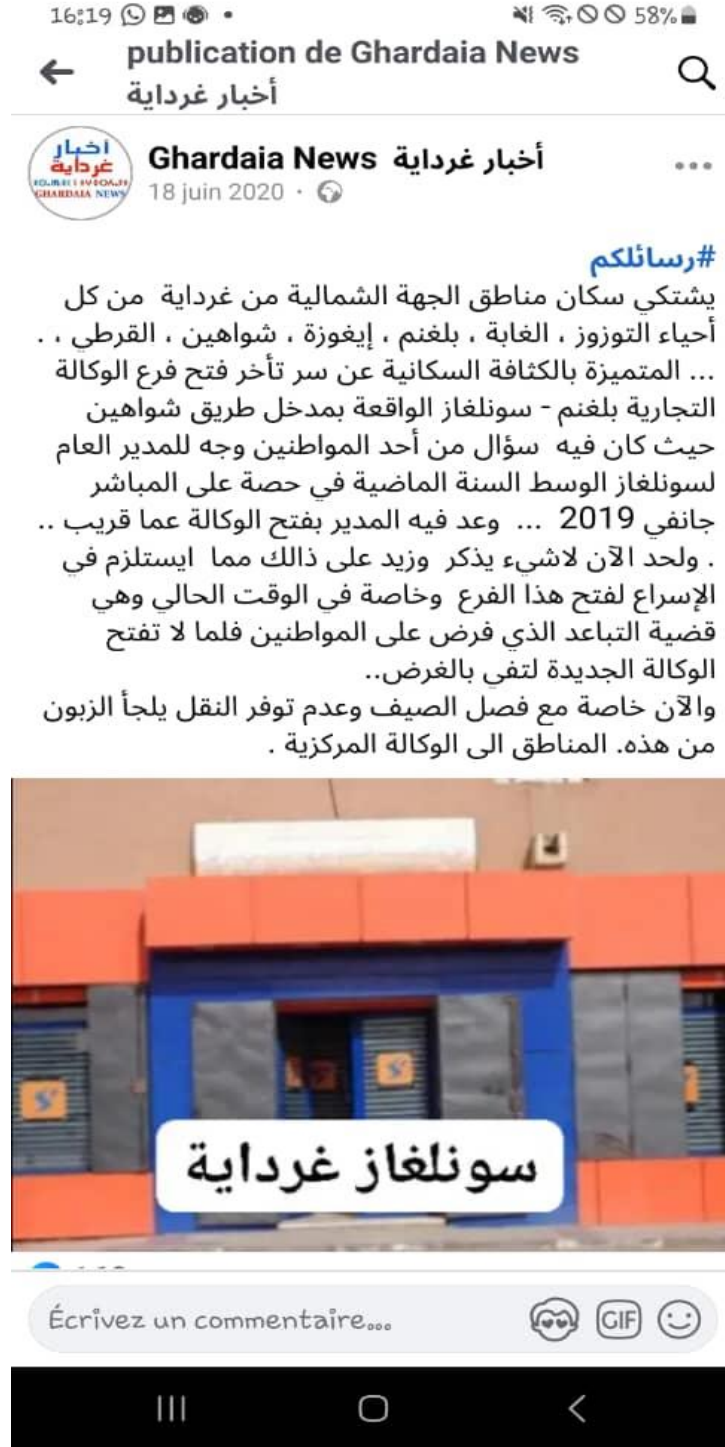 16:19
58%
publication de Ghardaia News
أخبار غرداية
أخبار
غرداية
GHARDAIA NEWS
Ghardaia News أخبار غرداية
18 juin 2020
#رسائلكم
يشتكي سكان مناطق الجهة الشمالية من غرداية من كل
أحياء التوزوز ، الغابة ، بلغنم ، إيغوزة ، شواهين ، القرطي ، .
... المتميزة بالكثافة السكانية عن سر تأخر فتح فرع الوكالة
التجارية بلغنم - سونلغاز الواقعة بمدخل طريق شواهين
حيث كان فيه سؤال من أحد المواطنين وجه للمدير العام
لسونلغاز الوسط السنة الماضية في حصة على المباشر
جانفي 2019 ... وعد فيه المدير بفتح الوكالة عما قريب ..
. ولحد الآن لاشيء يذكر وزيد على ذالك مما ايستلزم في
الإسراع لفتح هذا الفرع وخاصة في الوقت الحالي وهي
قضية التباعد الذي فرض على المواطنين فلما لا تفتح
الوكالة الجديدة لتفي بالغرض..
والآن خاصة مع فصل الصيف وعدم توفر النقل يلجأ الزبون
من هذه. المناطق الى الوكالة المركزية .
سونلغاز غرداية
Écrivez un commentaire...
GIF